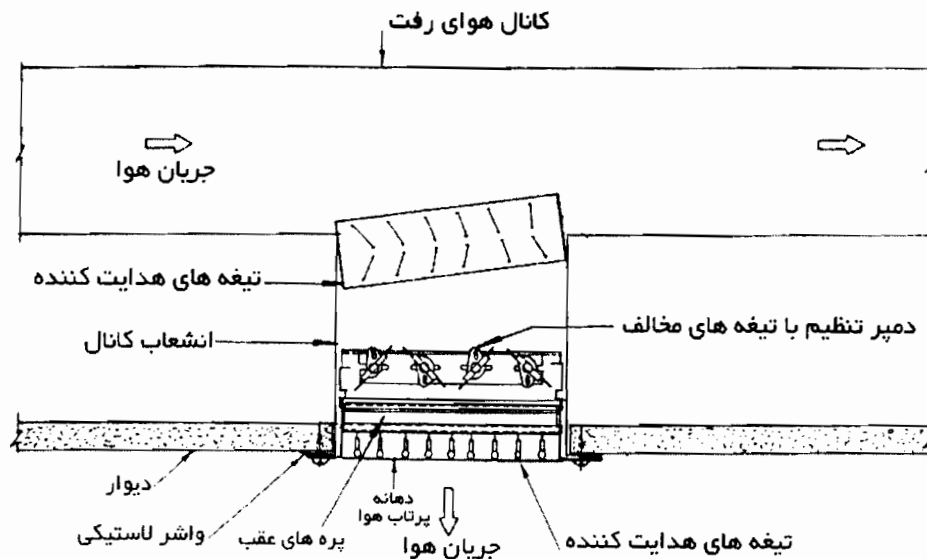 کانال هوای رفت
جریان هوا
تیغه های هدایت کننده
دمپر تنظیم با تیغه های مخالف
انشعاب کانال
دیوار
واشر لاستیکی
پره های عقب
دهانه
پرتاب هوا
جریان هوا
تیغه های هدایت کننده